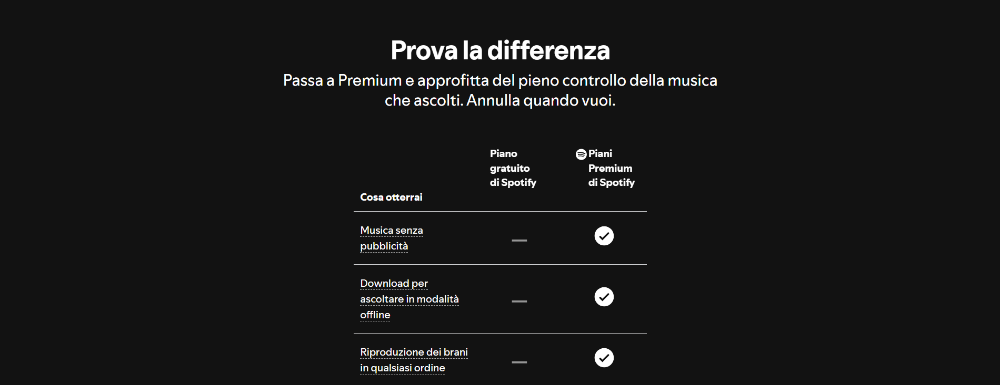 Prova la differenza
Passa a Premium e approfitta del pieno controllo della musica
che ascolti. Annulla quando vuoi.
Piano
gratuito
di Spotify
Piani
Premium
di Spotify
Cosa otterrai
Musica senza
pubblicità
Download per
ascoltare in modalità
offline
Riproduzione dei brani
in qualsiasi ordine